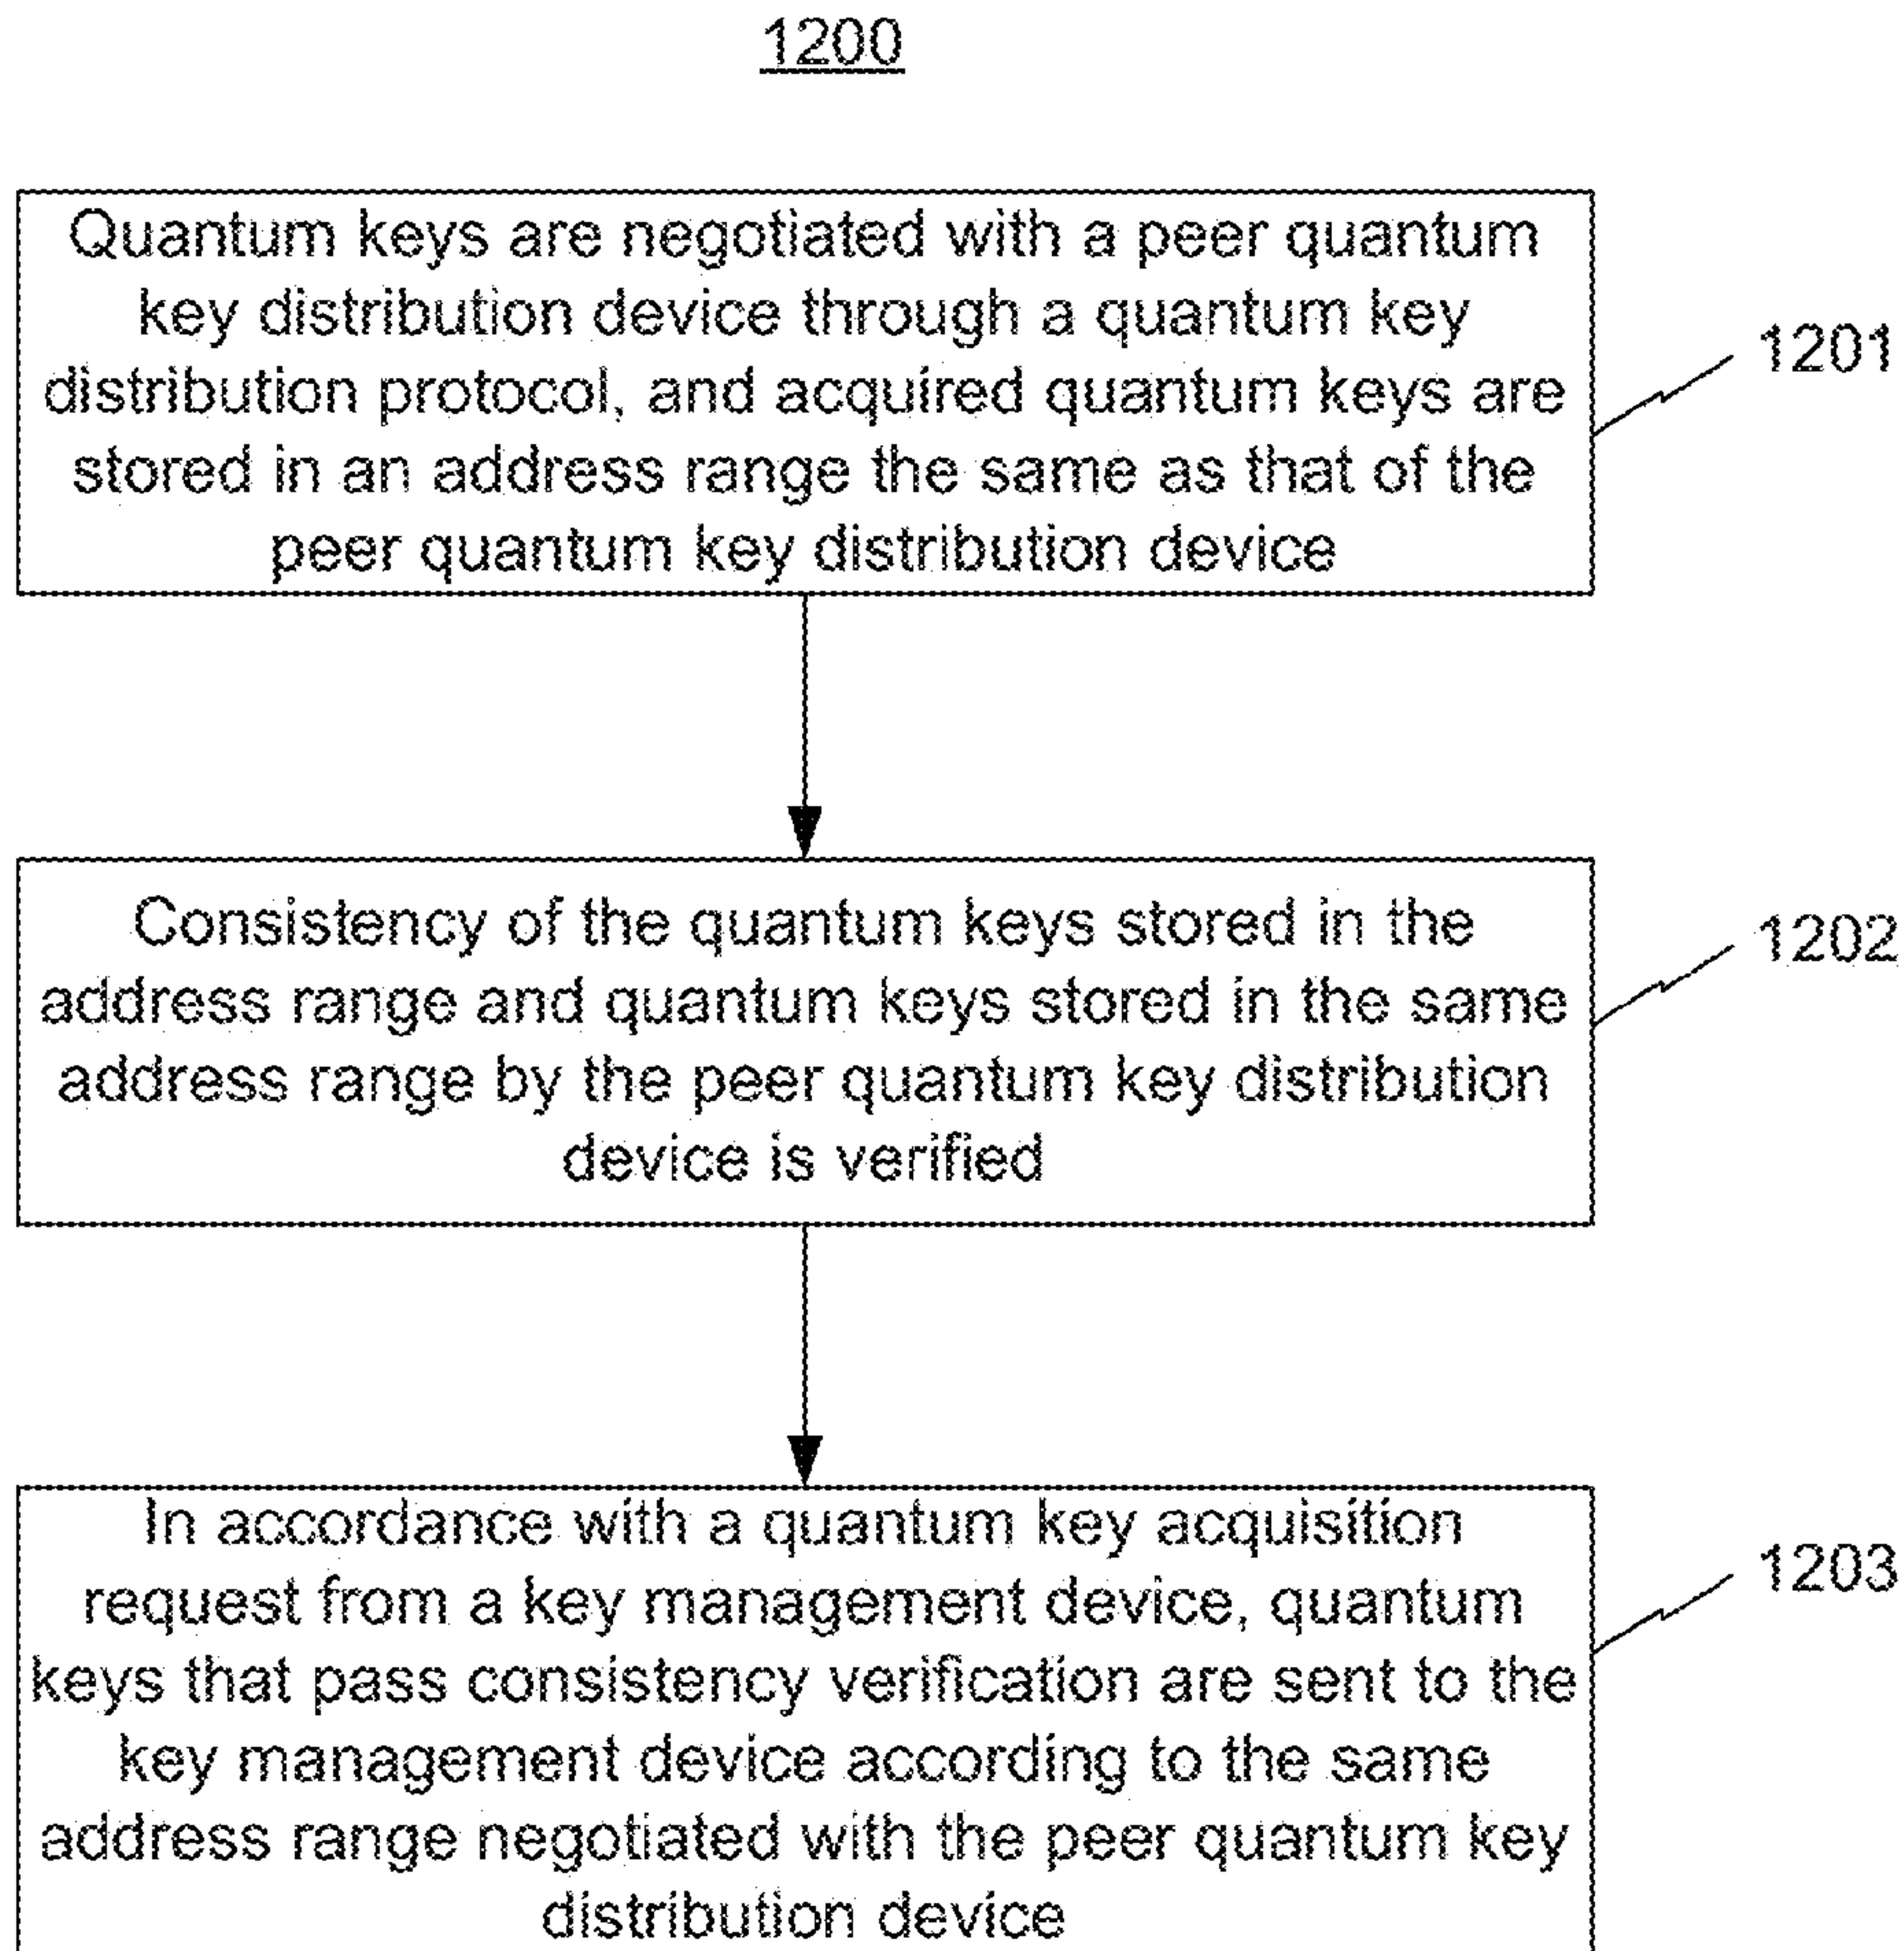 1200
Quantum keys are negotiated with a peer quantum
key distribution device through a quantum key
distribution protocol, and acquired quantum keys are
stored in an address range the same as that of the
peer quantum key distribution device
1201
Consistency of the quantum keys stored in the
address range and quantum keys stored in the same
address range by the peer quantum key distribution
device is verified
1202
In accordance with a quantum key acquisition
request from a key management device, quantum
keys that pass consistency verification are sent to the
key management device according to the same
address range negotiated with the peer quantum key
distribution device
1203